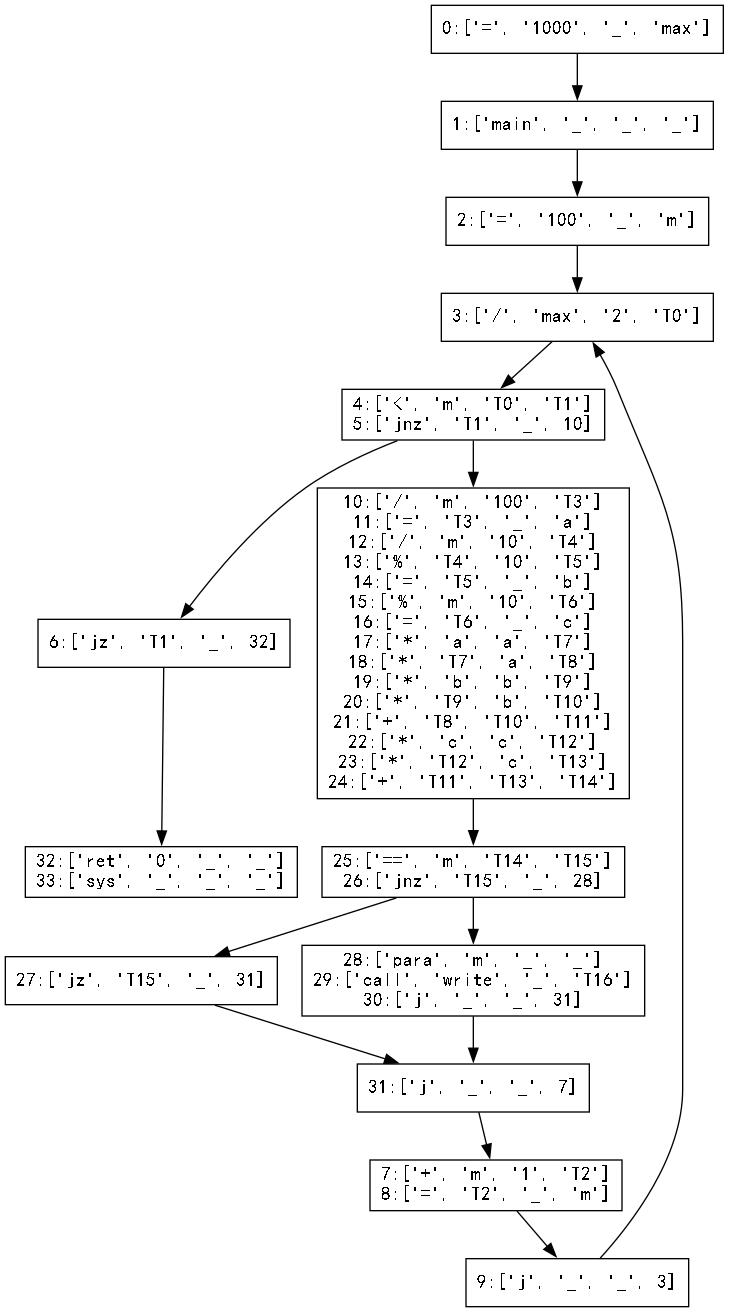 0:['=', '1000', '_', 'max']
1:['main', '_', '_', '_']
2:['=', '100', '_', 'm']
3:['/', 'max', '2', 'T0']
4:['<', 'm', 'T0', 'T1']
5:['jnz', 'T1', '_', 10]
10:['/', 'm', '100', 'T3']
11:['=', 'T3', '_', 'a']
12:['/', 'm', '10', 'T4']
13:['%', 'T4', '10', 'T5']
14:['=', 'T5', '_', 'b']
15:['%', 'm', '10', 'T6']
16:['=', 'T6', '_', 'c']
17:['*', 'a', 'a', 'T7']
18:['*', 'T7', 'a', 'T8']
19:['*', 'b', 'b', 'T9']
20:['*', 'T9', 'b', 'T10']
21:['+', 'T8', 'T10', 'T11']
22:['*', 'c', 'c', 'T12']
23:['*', 'T12', 'c', 'T13']
24:['+', 'T11', 'T13', 'T14']
6:['jz', 'T1', '_', 32]
32:['ret', '0', '_', '_']
33:['sys', '_', '_', '_']
25:['==', 'm', 'T14', 'T15']
26:['jnz', 'T15', '_', 28]
27:['jz', 'T15', '_', 31]
28:['para', 'm', '_', '_']
29:['call', 'write', '_', 'T16']
30:['j', '_', '_', 31]
31:['j', '_', '_', 7]
7:['+', 'm', '1', 'T2']
8:['=', 'T2', '_', 'm']
9:['j', '_', '_', 3]